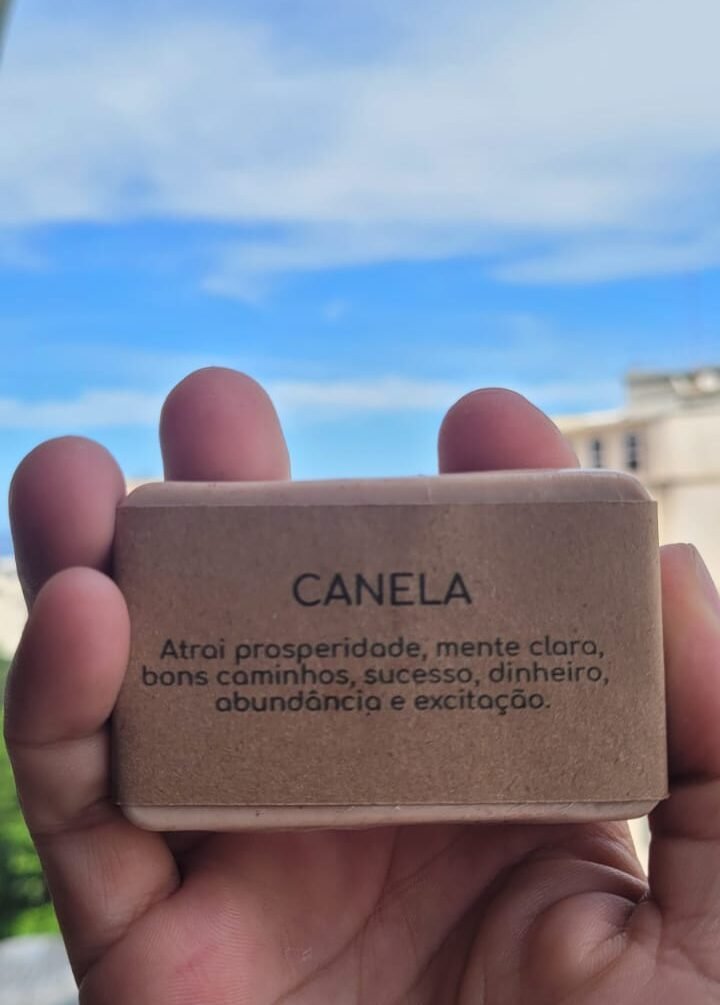 CANELA
Atrai prosperidade, mente clara,
bons caminhos, sucesso, dinheiro,
abundância e excitação.